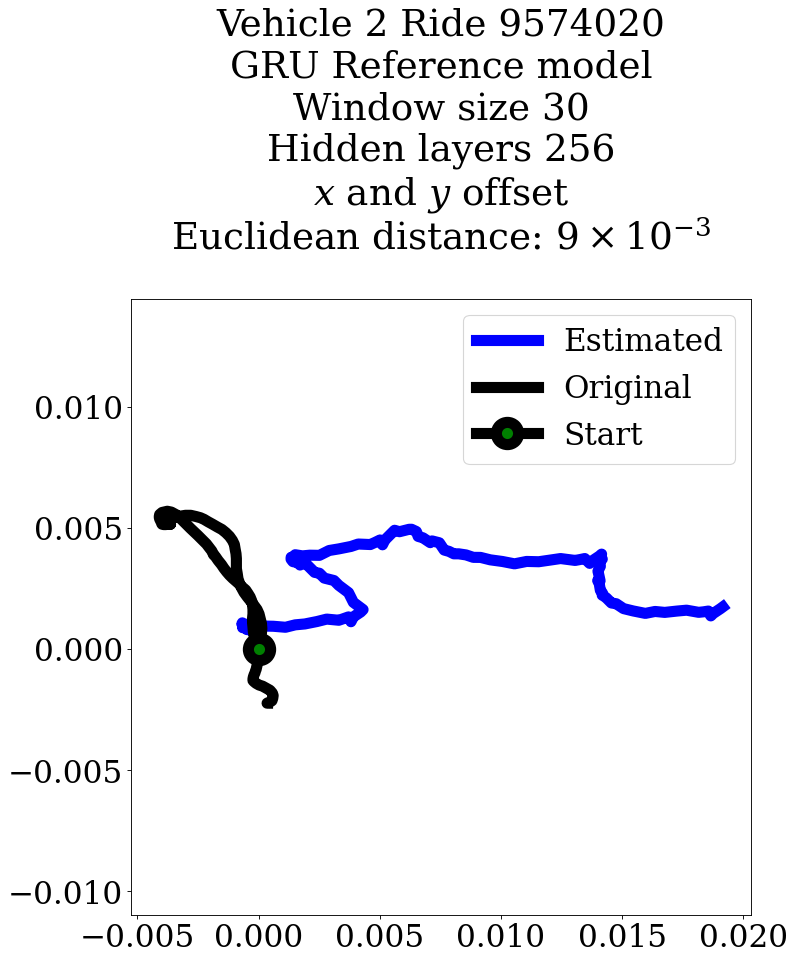 Vehicle 2 Ride 9574020
GRU Reference model
Window size 30
Hidden layers 256
x and y offset
Euclidean distance: 9 × 10⁻³
Estimated
Original
Start
0.010
0.005
0.000
−0.005
−0.010
−0.005 0.000 0.005 0.010 0.015 0.020